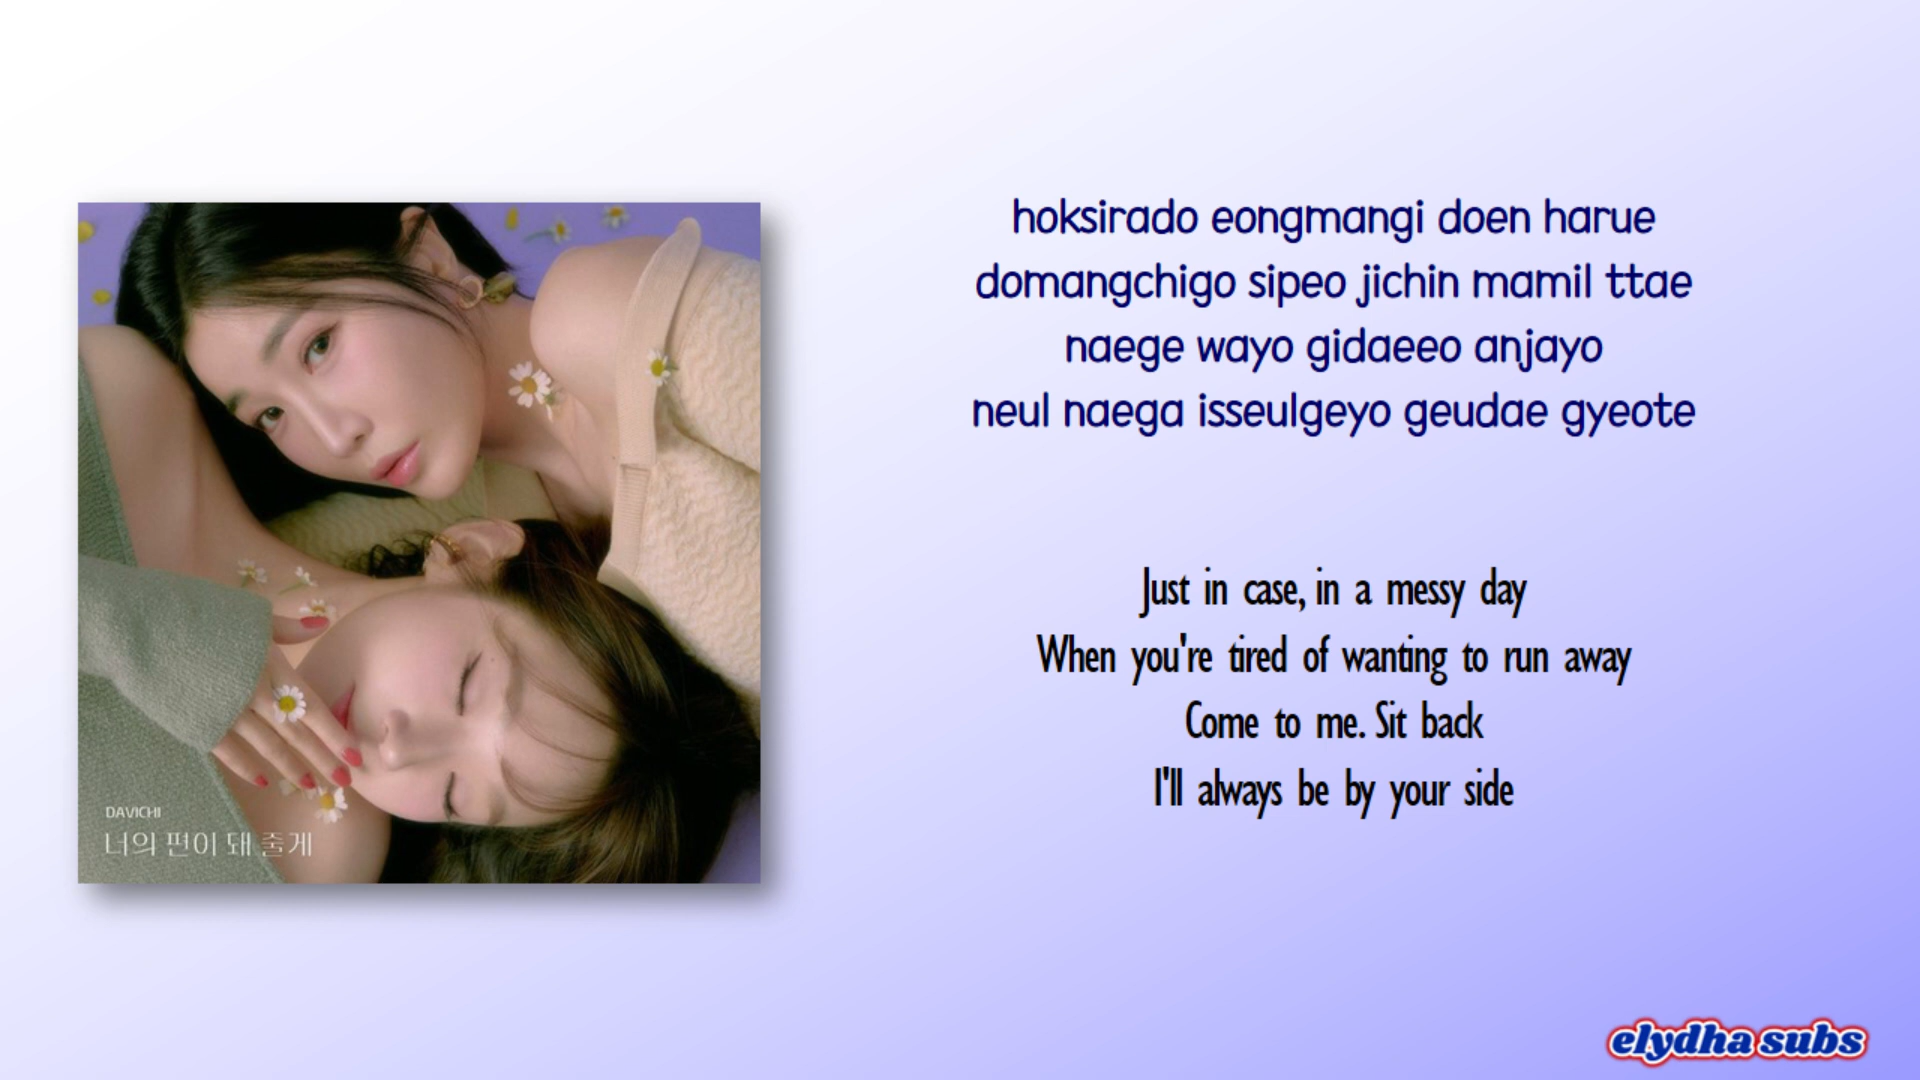 hoksirado eongmangi doen harue
domangchigo sipeo jichin mamil ttae
naege wayo gidaeeo anjayo
neul naega isseulgeyo geudae gyeote
Just in case, in a messy day
When you're tired of wanting to run away
Come to me. Sit back
I'll always be by your side
DAVICHI
너의 편이 돼 줄게
elydha subs